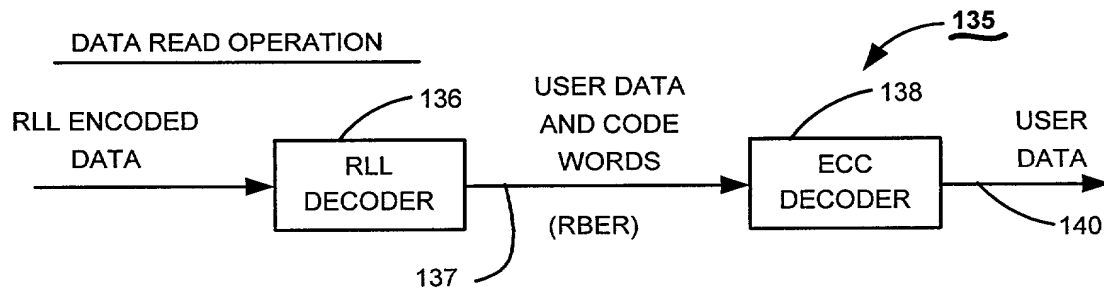 135
DATA READ OPERATION
136
138
RLL ENCODED
DATA
USER DATA
AND CODE
WORDS
USER
DATA
RLL
DECODER
ECC
DECODER
(RBER)
137
140